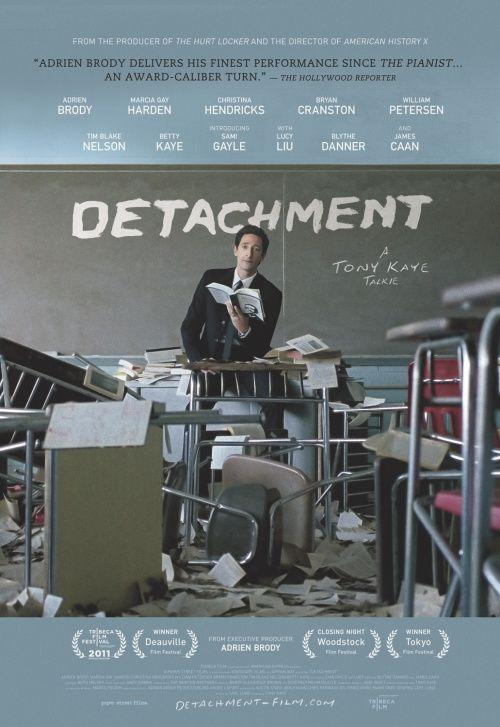 FROM THE PRODUCER OF THE HURT LOCKER AND THE DIRECTOR OF AMERICAN HISTORY X
“ADRIEN BRODY DELIVERS HIS FINEST PERFORMANCE SINCE THE PIANIST...
AN AWARD-CALIBER TURN.” — THE HOLLYWOOD REPORTER
ADRIEN BRODY
MARCIA GAY HARDEN
CHRISTINA HENDRICKS
BRYAN CRANSTON
WILLIAM PETERSEN
TIM BLAKE NELSON
BETTY KAYE
INTRODUCING SAMI GAYLE
WITH LUCY LIU
BLYTHE DANNER
AND JAMES CAAN
DETACHMENT
A
TONY KAYE
TALKIE
TRIBECA FILM FESTIVAL 2011
WINNER Deauville Film Festival
FROM EXECUTIVE PRODUCER
ADRIEN BRODY
CLOSING NIGHT Woodstock Film Festival
WINNER Tokyo Film Festival
paper street films.
DETACHMENT-FILM.COM
TRIBECA FILM